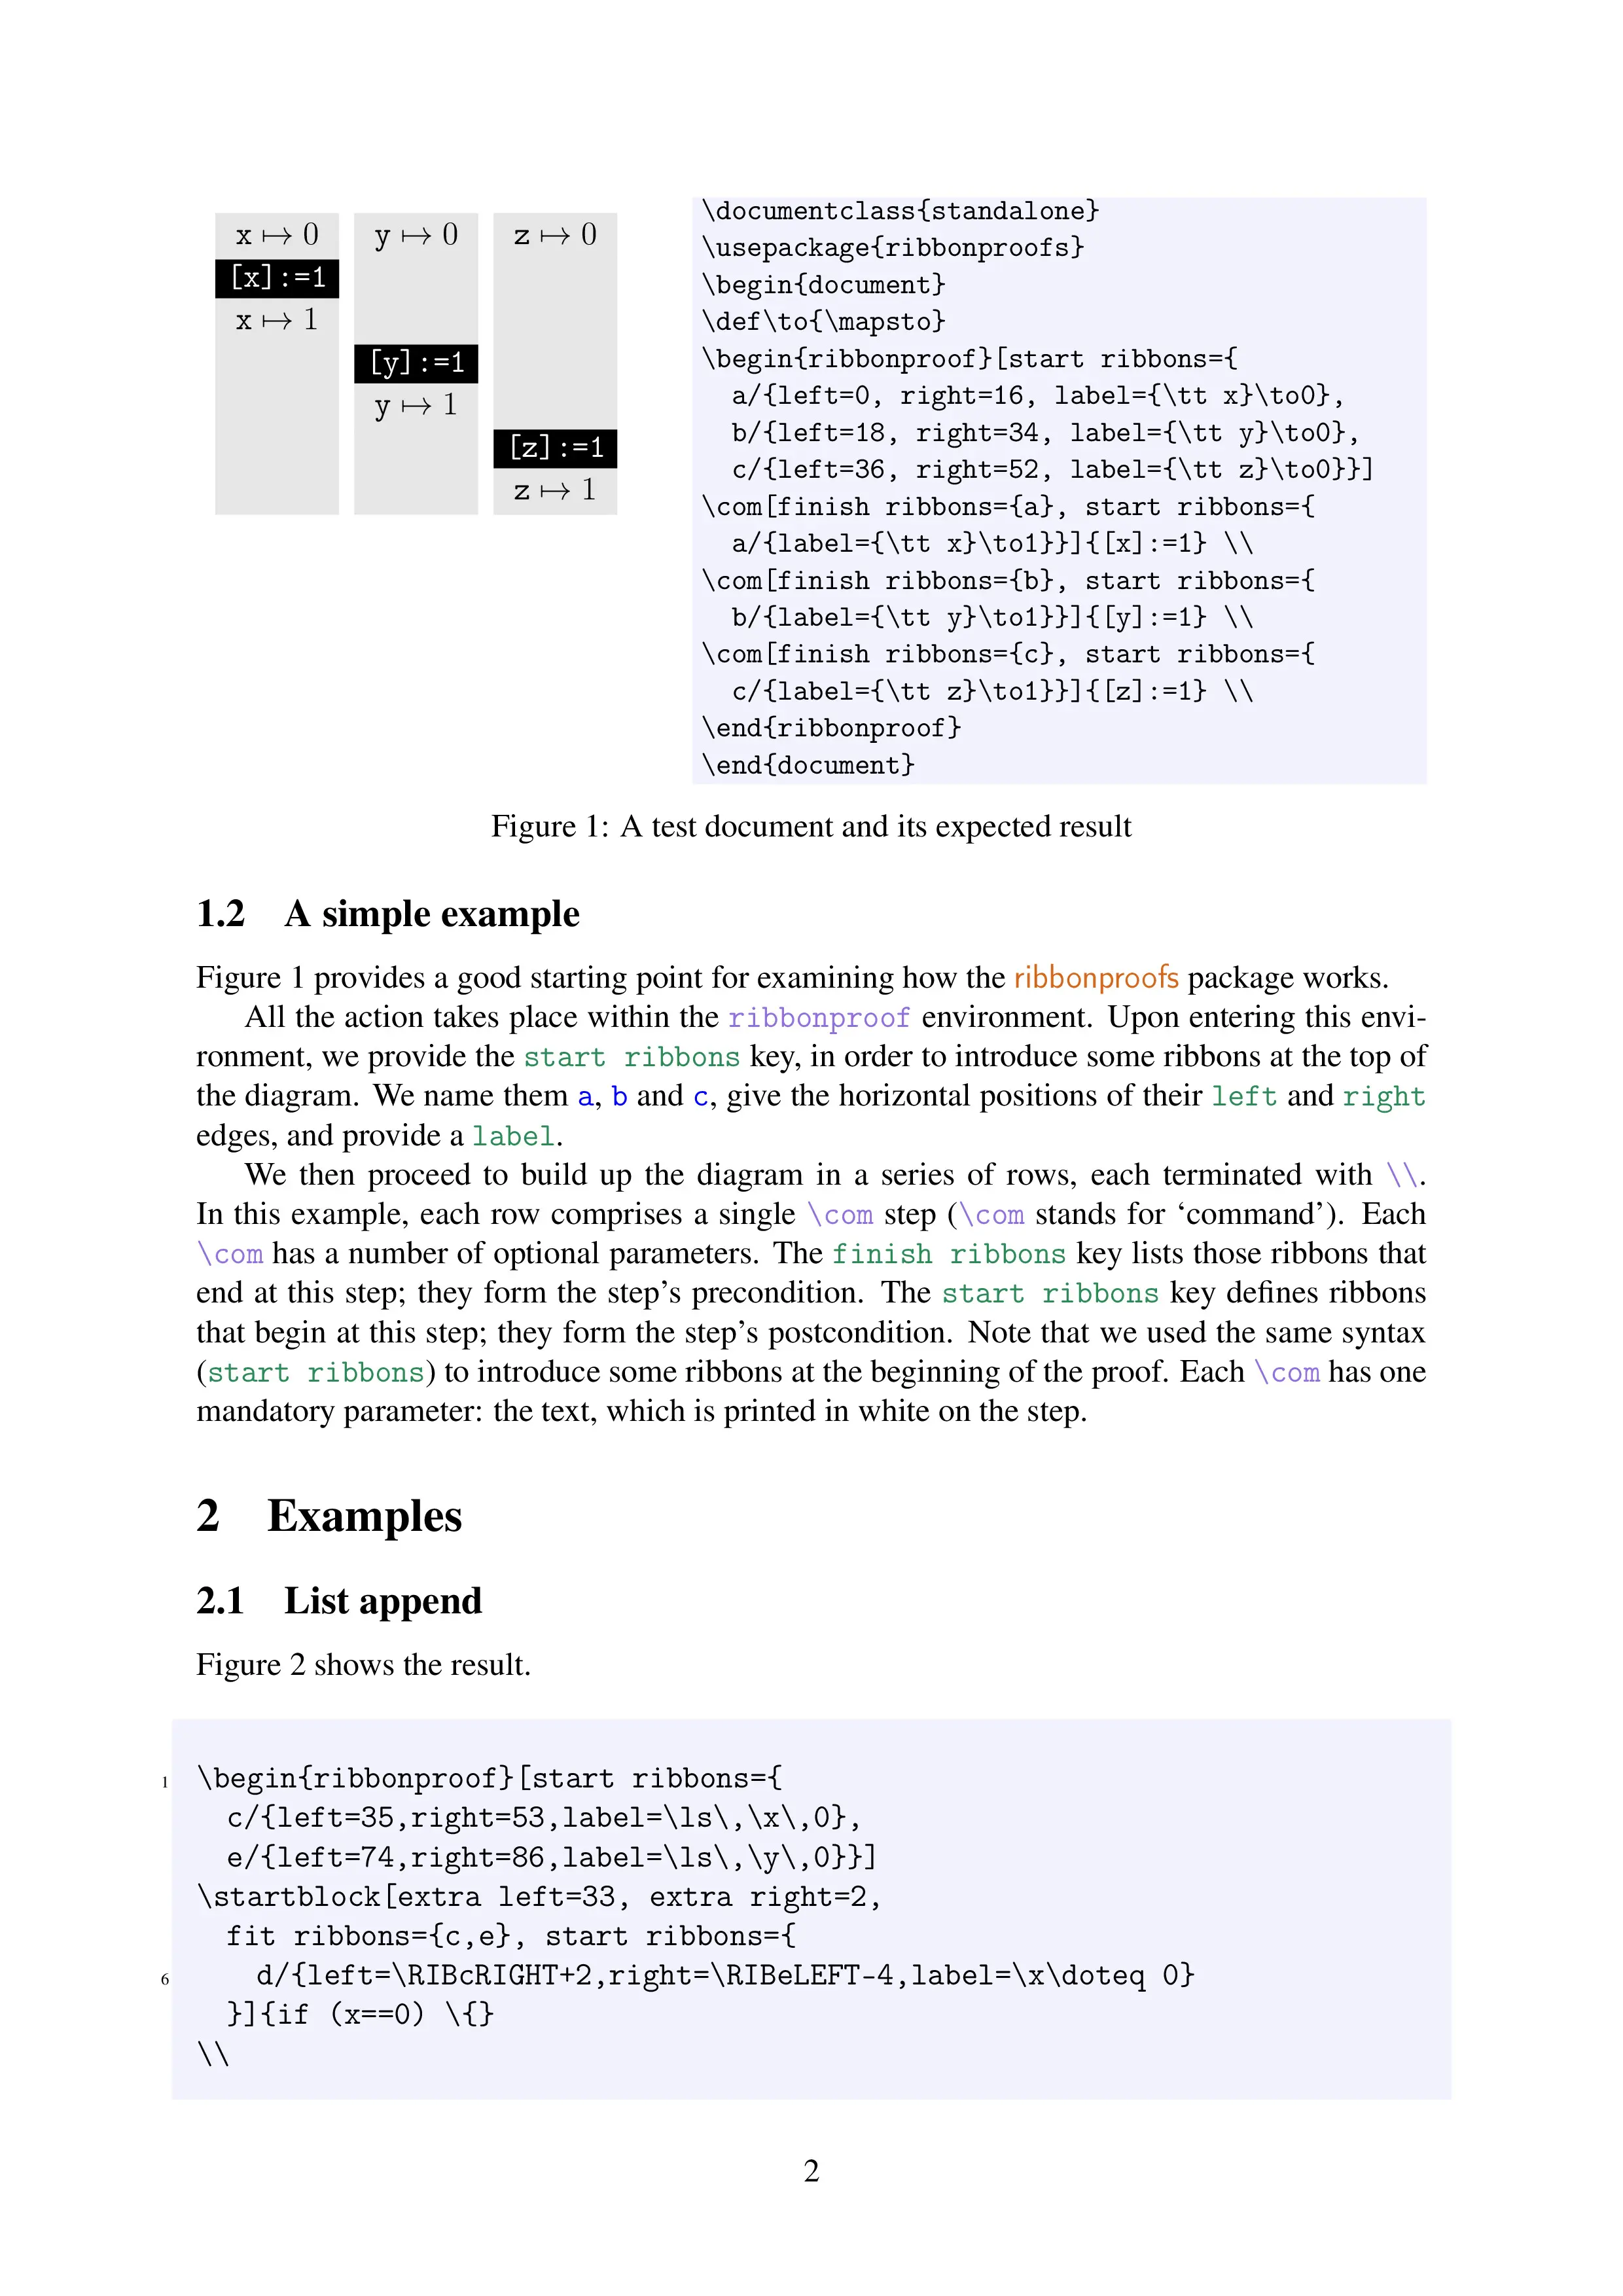 x ↦ 0 y ↦ 0 z ↦ 0
[x]:=1
x ↦ 1
[y]:=1
y ↦ 1
[z]:=1
z ↦ 1
\documentclass{standalone}
\usepackage{ribbonproofs}
\begin{document}
\def\to{\mapsto}
\begin{ribbonproof}[start ribbons={
  a/{left=0, right=16, label={\tt x}\to0},
  b/{left=18, right=34, label={\tt y}\to0},
  c/{left=36, right=52, label={\tt z}\to0}}]
\com[finish ribbons={a}, start ribbons={
  a/{label={\tt x}\to1}}]{[x]:=1} \\
\com[finish ribbons={b}, start ribbons={
  b/{label={\tt y}\to1}}]{[y]:=1} \\
\com[finish ribbons={c}, start ribbons={
  c/{label={\tt z}\to1}}]{[z]:=1} \\
\end{ribbonproof}
\end{document}
Figure 1: A test document and its expected result
1.2 A simple example
Figure 1 provides a good starting point for examining how the ribbonproofs package works.
All the action takes place within the ribbonproof environment. Upon entering this envi-
ronment, we provide the start ribbons key, in order to introduce some ribbons at the top of
the diagram. We name them a, b and c, give the horizontal positions of their left and right
edges, and provide a label.
We then proceed to build up the diagram in a series of rows, each terminated with \\.
In this example, each row comprises a single \com step (\com stands for ‘command’). Each
\com has a number of optional parameters. The finish ribbons key lists those ribbons that
end at this step; they form the step’s precondition. The start ribbons key defines ribbons
that begin at this step; they form the step’s postcondition. Note that we used the same syntax
(start ribbons) to introduce some ribbons at the beginning of the proof. Each \com has one
mandatory parameter: the text, which is printed in white on the step.
2 Examples
2.1 List append
Figure 2 shows the result.
1 \begin{ribbonproof}[start ribbons={
  c/{left=35,right=53,label=\ls\,\x\,0},
  e/{left=74,right=86,label=\ls\,\y\,0}}]
\startblock[extra left=33, extra right=2,
  fit ribbons={c,e}, start ribbons={
6     d/{left=\RIBcRIGHT+2,right=\RIBeLEFT-4,label=\x\doteq 0}
  }]{if (x==0) \{}
\\
2